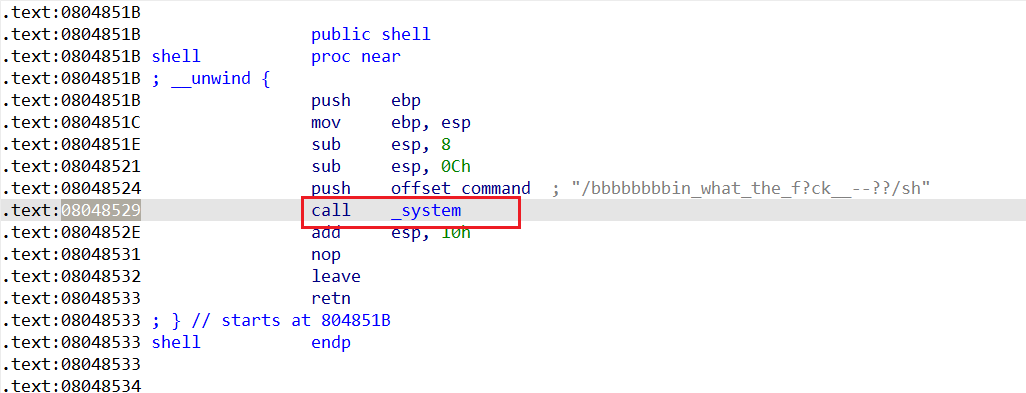 .text:0804851B
.text:0804851B public shell
.text:0804851B shell proc near
.text:0804851B ; __unwind {
.text:0804851B push ebp
.text:0804851C mov ebp, esp
.text:0804851E sub esp, 8
.text:08048521 sub esp, 0Ch
.text:08048524 push offset command ; "/bbbbbbbbin_what_the_f?ck__--??/sh"
.text:08048529 call _system
.text:0804852E add esp, 10h
.text:08048531 nop
.text:08048532 leave
.text:08048533 retn
.text:08048533 ; } // starts at 804851B
.text:08048533 shell endp
.text:08048533
.text:08048534